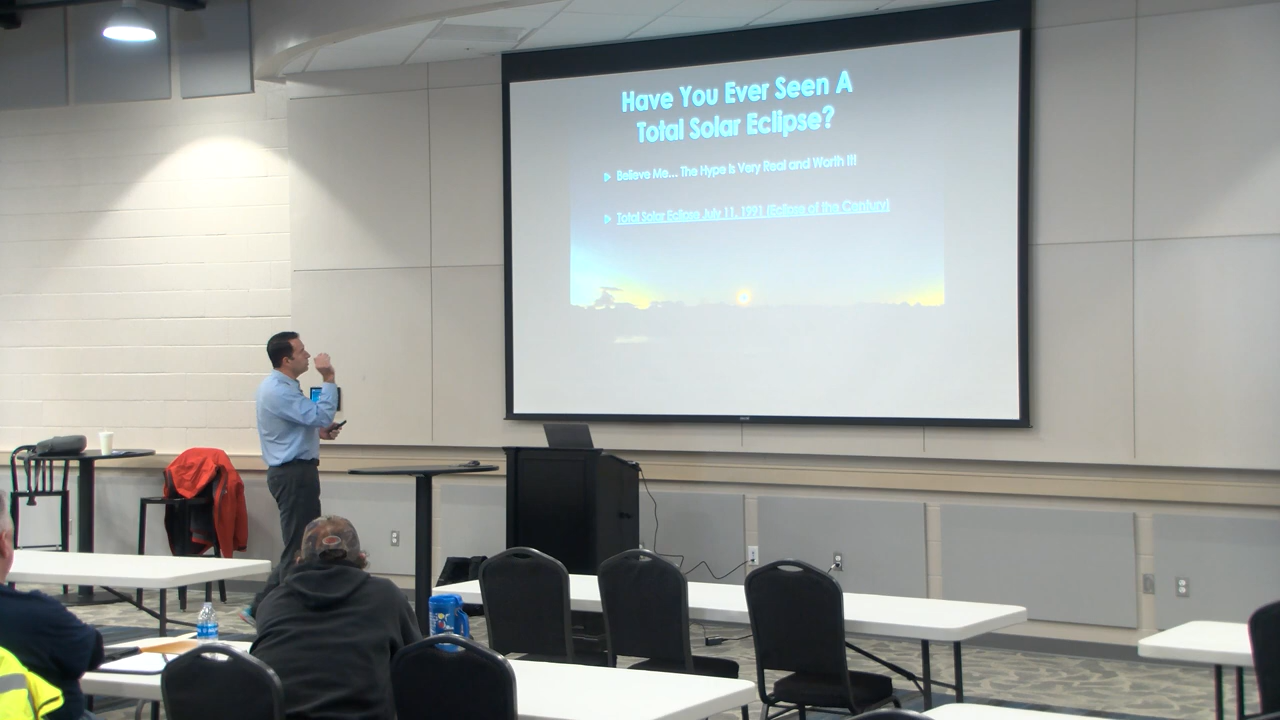 Have You Ever Seen A
Total Solar Eclipse?
Believe Me... The Hype Is Very Real and Worth It!
Total Solar Eclipse July 11, 1991 (Eclipse of the Century)